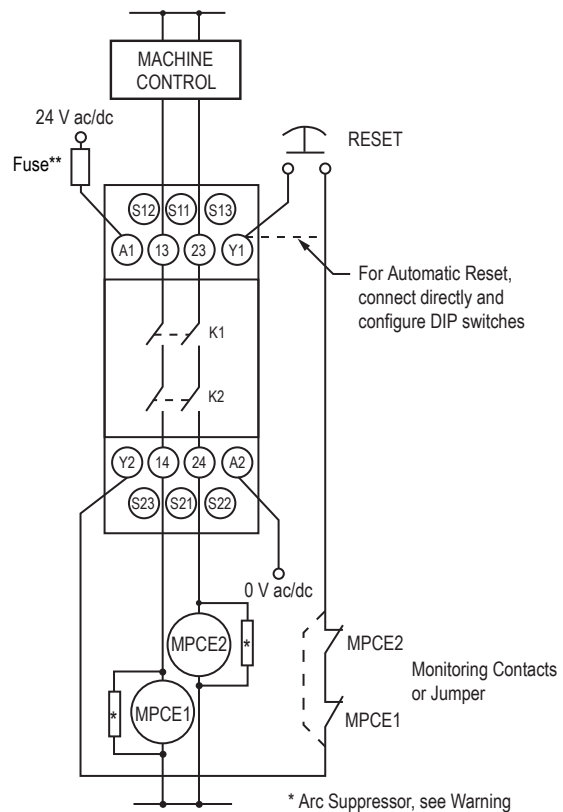 MACHINE
CONTROL
24 V ac/dc
RESET
Fuse**
S12 S11 S13
A1 13 23 Y1
For Automatic Reset,
connect directly and
configure DIP switches
K1
K2
Y2 14 24 A2
S23 S21 S22
0 V ac/dc
MPCE2
*
MPCE2
Monitoring Contacts
or Jumper
*
MPCE1
MPCE1
* Arc Suppressor, see Warning